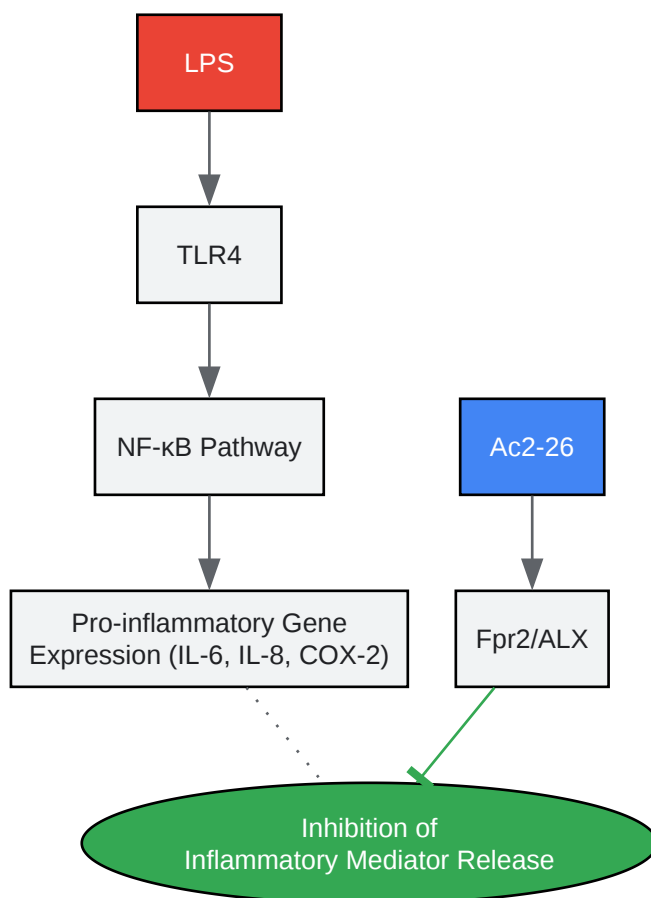 LPS
TLR4
NF-κB Pathway
Ac2-26
Pro-inflammatory Gene
Expression (IL-6, IL-8, COX-2)
Fpr2/ALX
Inhibition of
Inflammatory Mediator Release